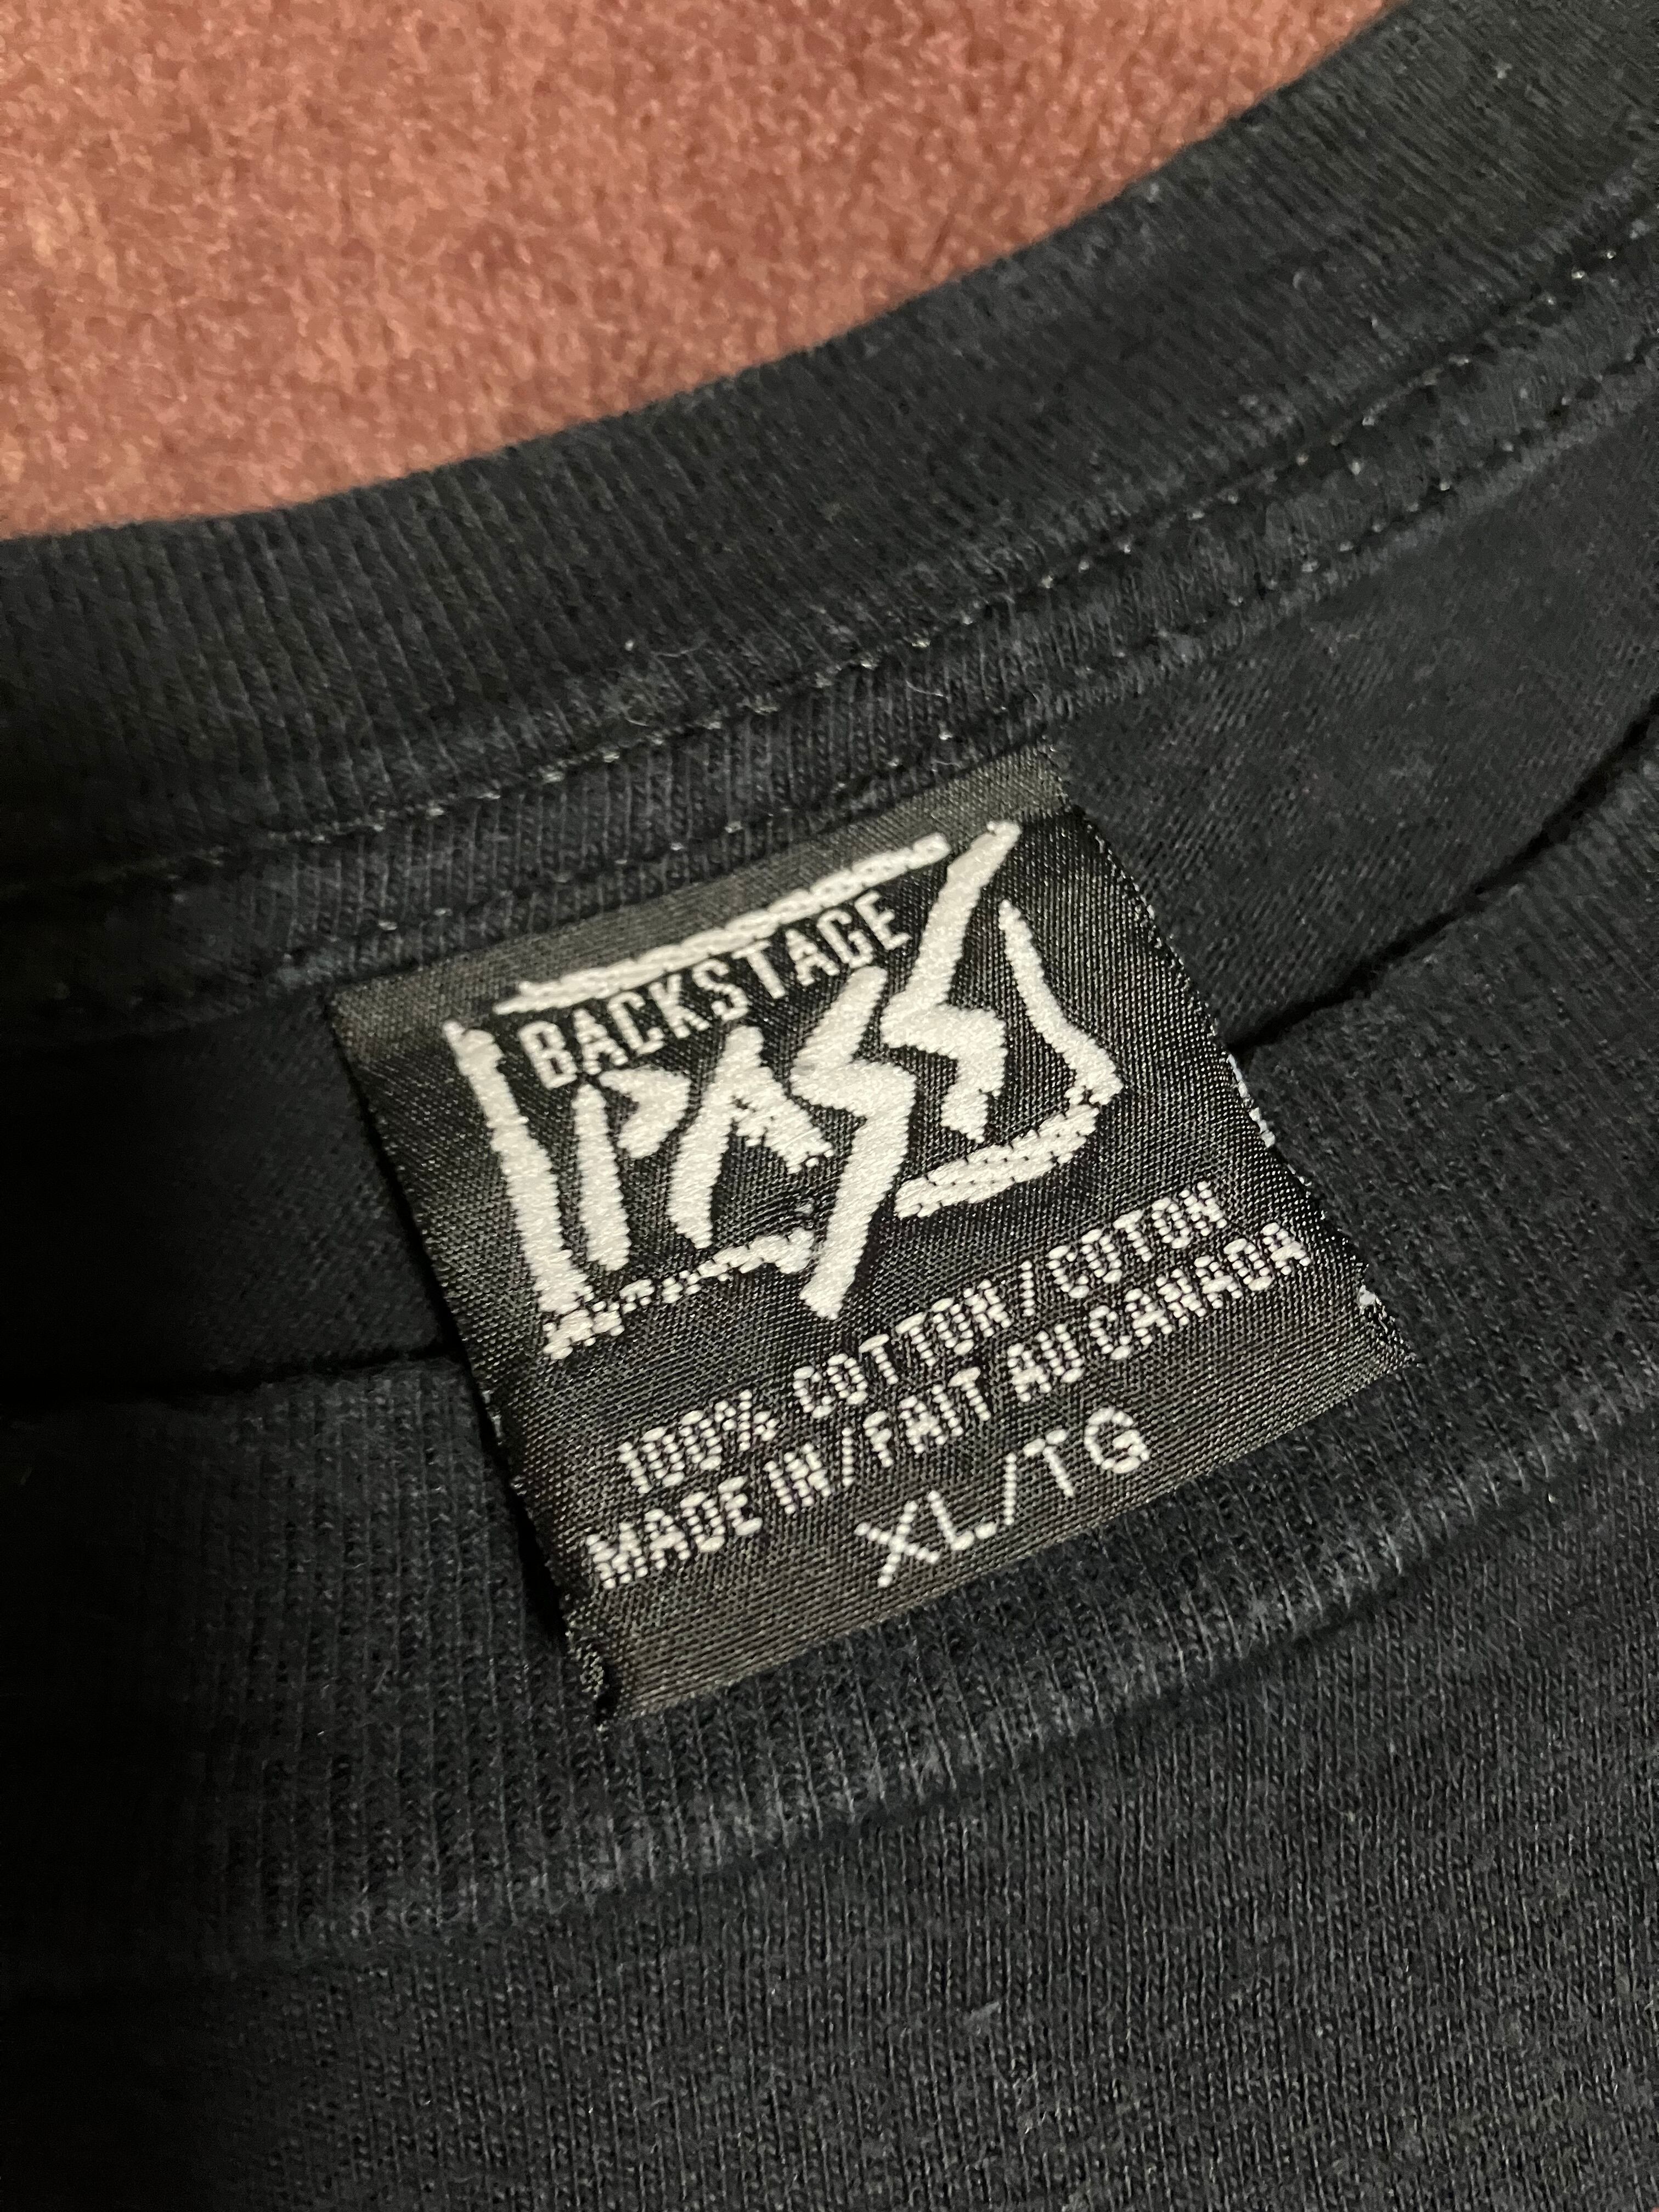 BACKSTAGE
PASS
100% COTTON/COTON
MADE IN/FAIT AU CANADA
XL/TG